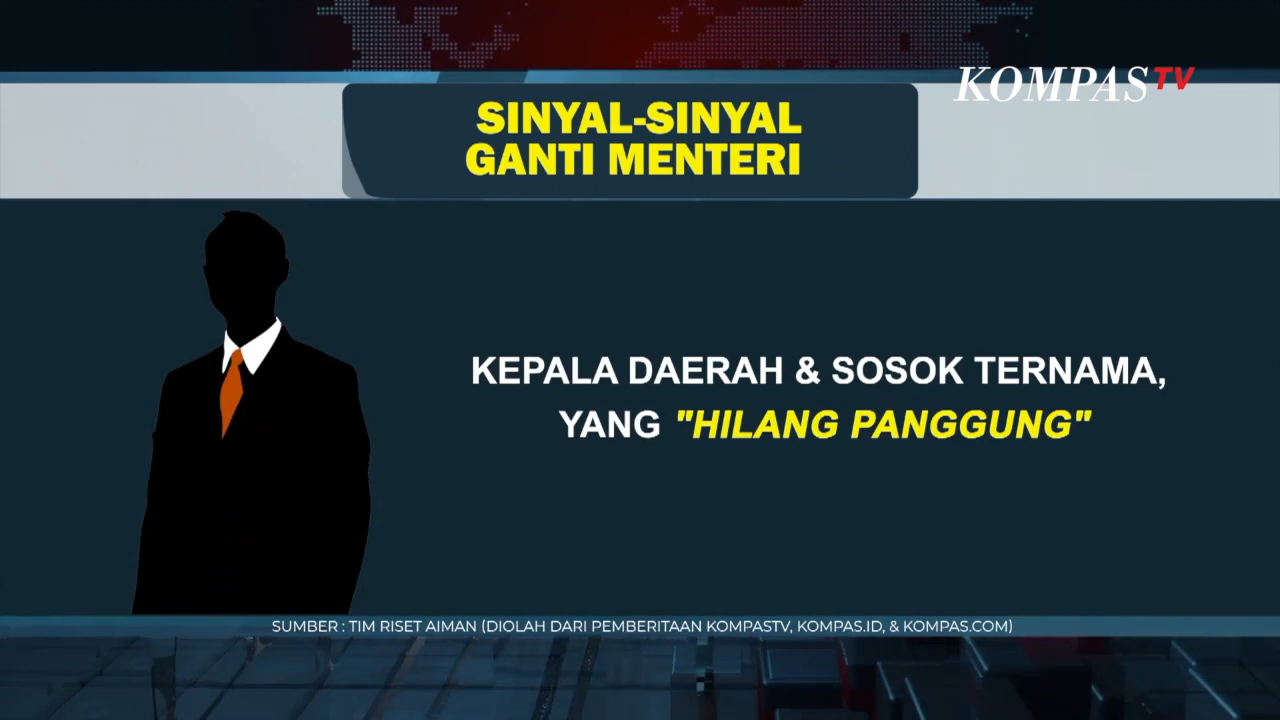 KOMPASTV
SINYAL-SINYAL
GANTI MENTERI
KEPALA DAERAH & SOSOK TERNAMA,
YANG "HILANG PANGGUNG"
SUMBER : TIM RISET AIMAN (DIOLAH DARI PEMBERITAAN KOMPASTV, KOMPAS.ID, & KOMPAS.COM)